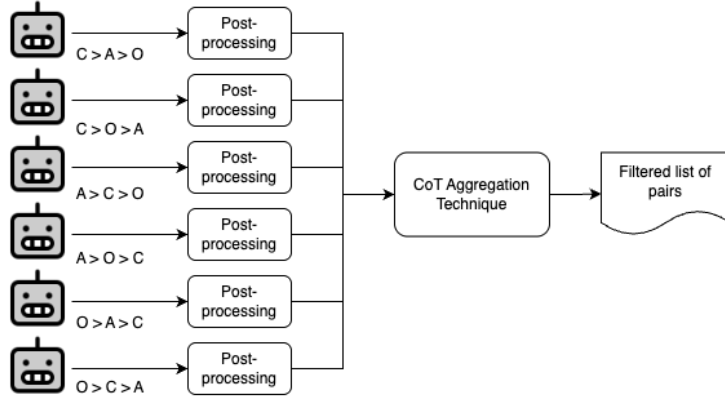 C > A > O
Post-
processing
C > O > A
Post-
processing
A > C > O
Post-
processing
A > O > C
Post-
processing
O > A > C
Post-
processing
O > C > A
Post-
processing
CoT Aggregation
Technique
Filtered list of
pairs